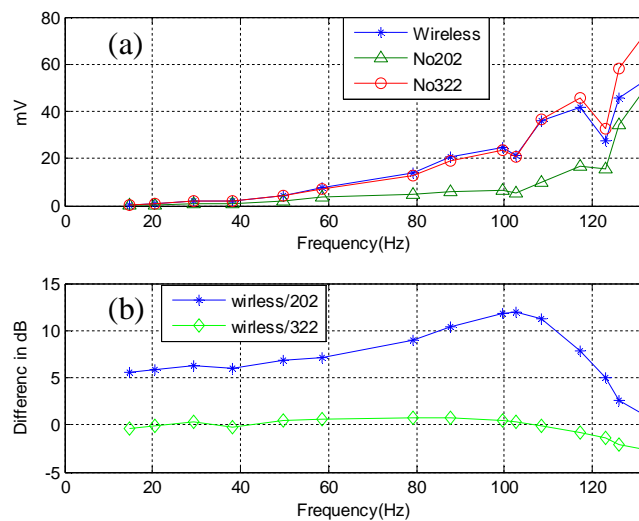 80
60
40
20
0
mV
(a)
Wireless
No202
No322
0 20 40 60 80 100 120
Frequency(Hz)
15
10
5
0
-5
Differenc in dB
(b)
wirless/202
wirless/322
0 20 40 60 80 100 120
Frequency(Hz)